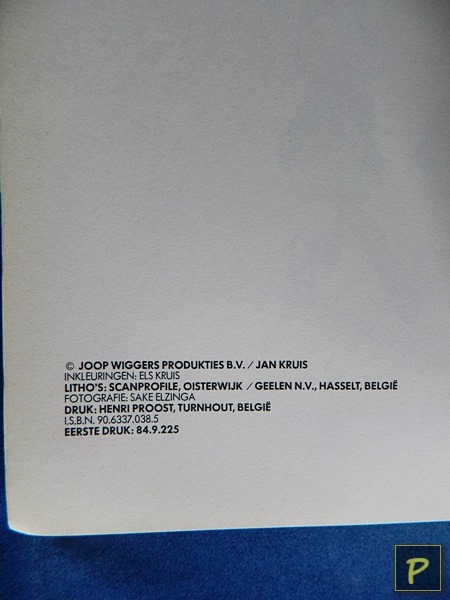 © JOOP WIGGERS PRODUKTIES B.V. / JAN KRUIS
INKLEURINGEN: ELS KRUIS
LITHO'S: SCANPROFILE, OISTERWIJK / GEELEN N.V., HASSELT, BELGIË
FOTOGRAFIE: SAKE ELZINGA
DRUK: HENRI PROOST, TURNHOUT, BELGIË
I.S.B.N. 90.6337.038.5
EERSTE DRUK: 84.9.225
P